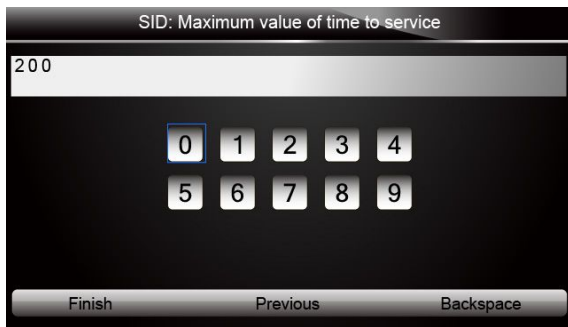 SID: Maximum value of time to service
200
0 1 2 3 4
5 6 7 8 9
Finish Previous Backspace